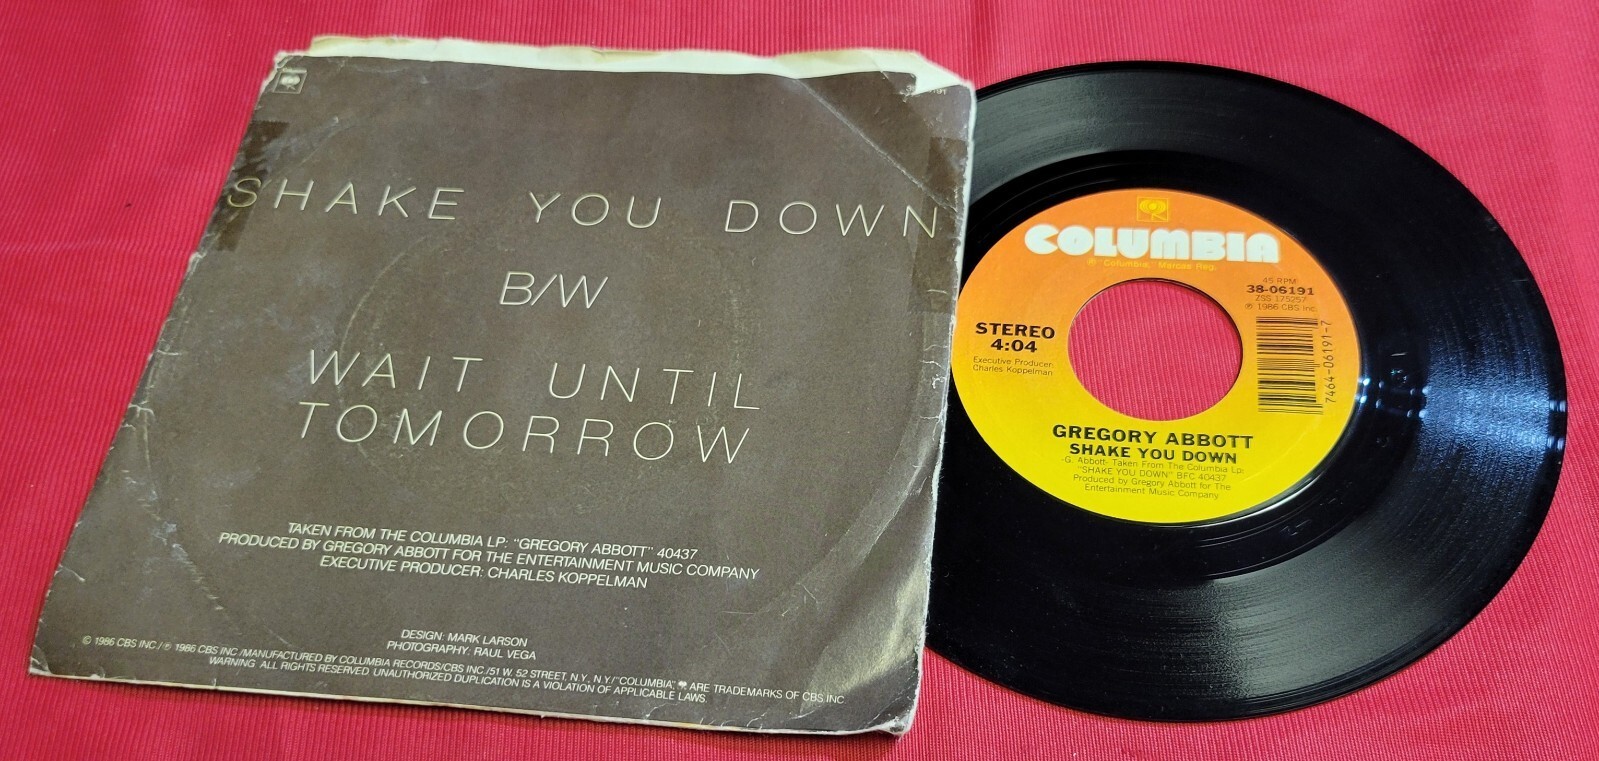 SHAKE YOU DOWN
B/W
WAIT UNTIL
TOMORROW
TAKEN FROM THE COLUMBIA LP: "GREGORY ABBOTT" 40437
PRODUCED BY GREGORY ABBOTT FOR THE ENTERTAINMENT MUSIC COMPANY
EXECUTIVE PRODUCER: CHARLES KOPPELMAN
DESIGN: MARK LARSON
PHOTOGRAPHY: RAUL VEGA
© 1986 CBS INC./℗ 1986 CBS INC./MANUFACTURED BY COLUMBIA RECORDS/CBS INC./51 W. 52 STREET, N.Y., N.Y./"COLUMBIA," ARE TRADEMARKS OF CBS INC.
WARNING: ALL RIGHTS RESERVED. UNAUTHORIZED DUPLICATION IS A VIOLATION OF APPLICABLE LAWS.
COLUMBIA
® "Columbia," Marcas Reg.
45 RPM
38-06191
ZSS 175257
℗ 1986 CBS Inc.
STEREO
4:04
Executive Producer:
Charles Koppelman
7464-06191-7
GREGORY ABBOTT
SHAKE YOU DOWN
-G. Abbott- Taken From The Columbia Lp:
"SHAKE YOU DOWN" BFC 40437
Produced by Gregory Abbott for The
Entertainment Music Company